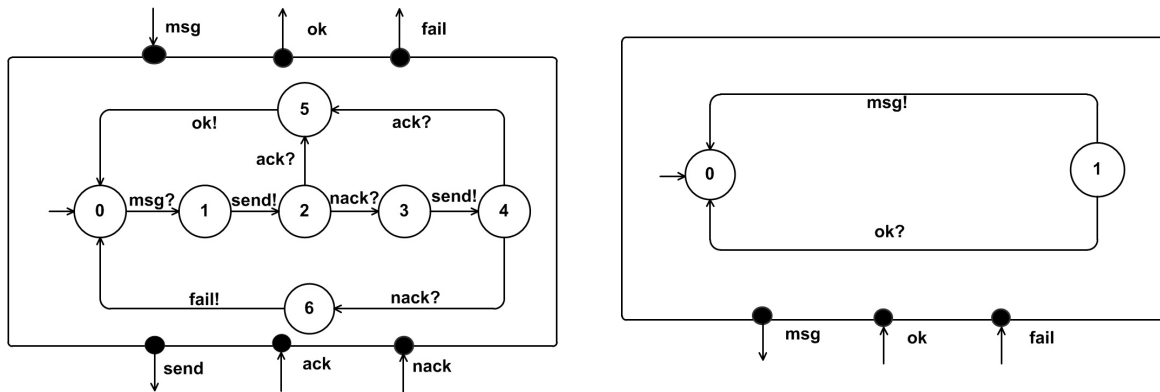 msg ok fail
5
ok! ack?
ack?
0 msg? 1 send! 2 nack? 3 send! 4
fail! 6 nack?
send ack nack
msg!
0 1
ok?
msg ok fail